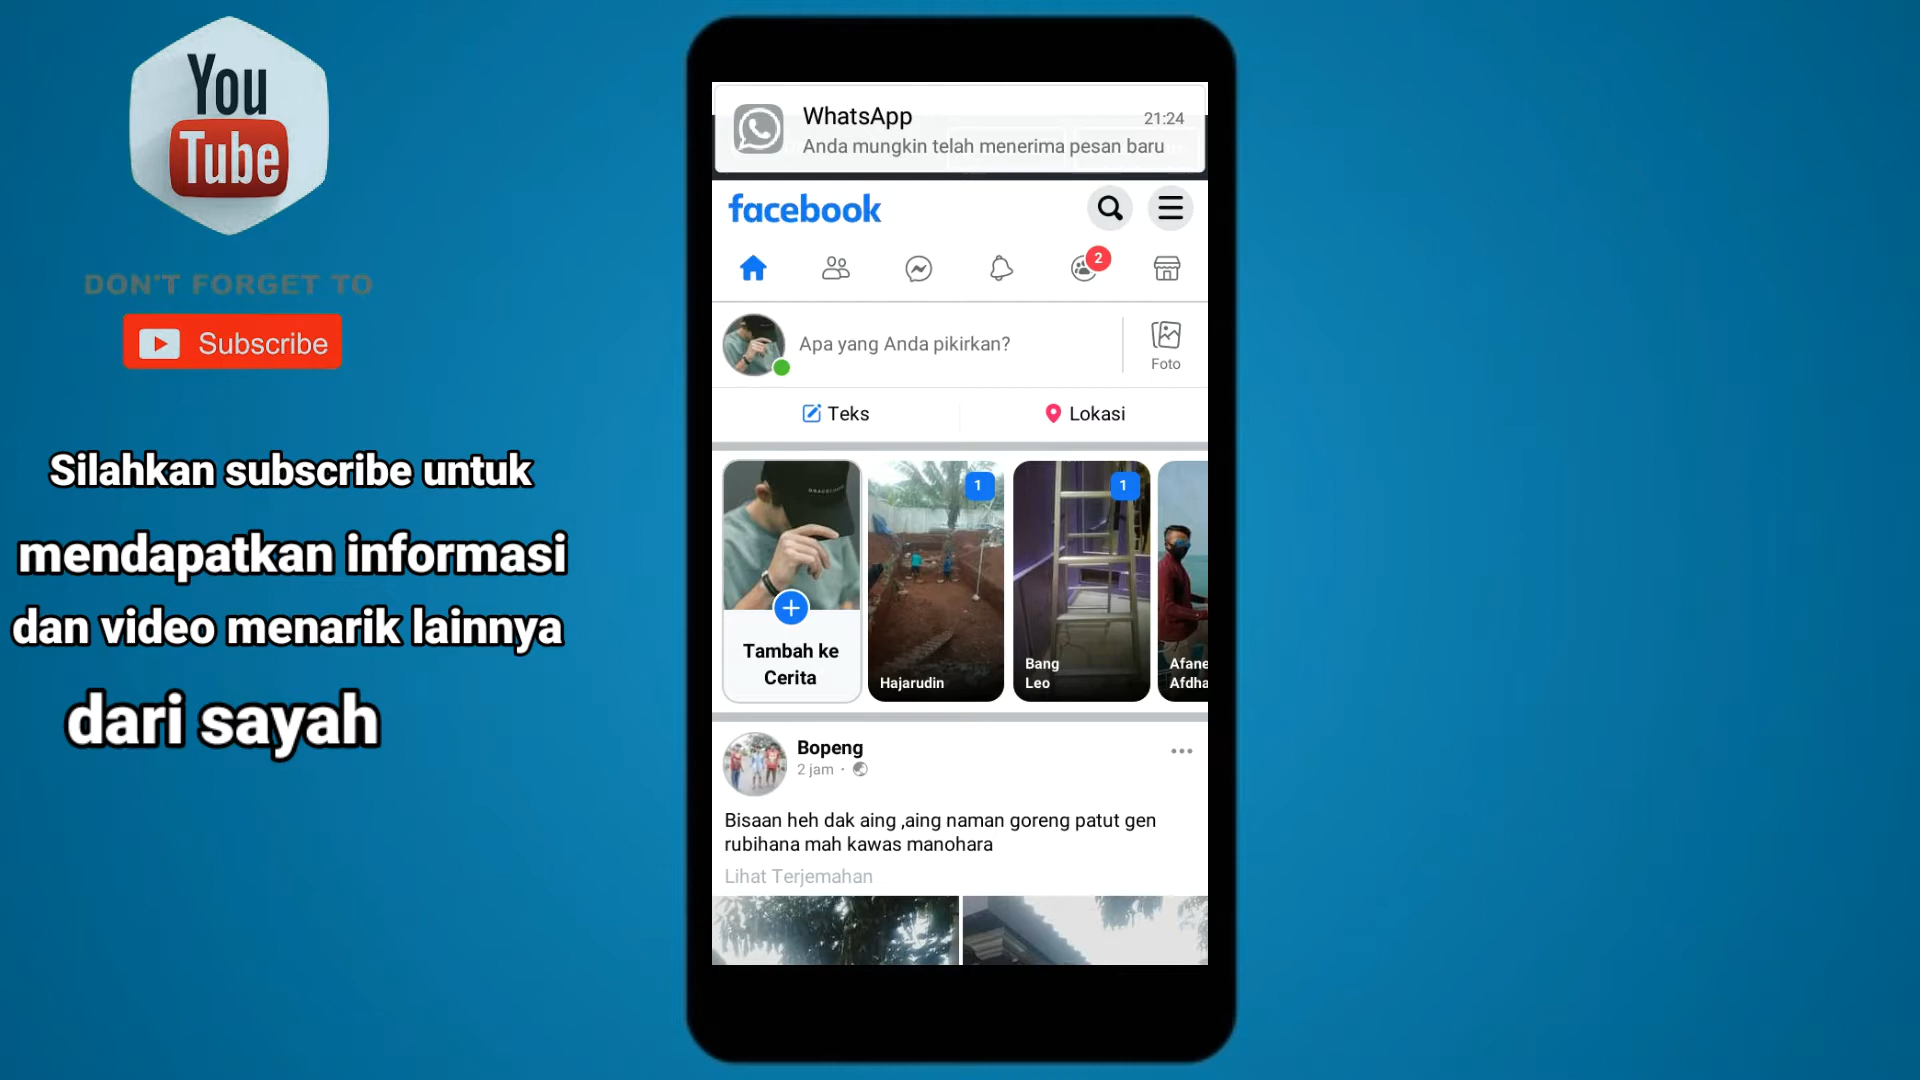 You
Tube
DON'T FORGET TO
Subscribe
Silahkan subscribe untuk
mendapatkan informasi
dan video menarik lainnya
dari sayah
WhatsApp
21:24
Anda mungkin telah menerima pesan baru
facebook
2
Apa yang Anda pikirkan?
Foto
Teks
Lokasi
1
1
Tambah ke
Cerita
Hajarudin
Bang
Leo
Afane
Afdha
Bopeng
2 jam ·
Bisaan heh dak aing ,aing naman goreng patut gen
rubihana mah kawas manohara
Lihat Terjemahan